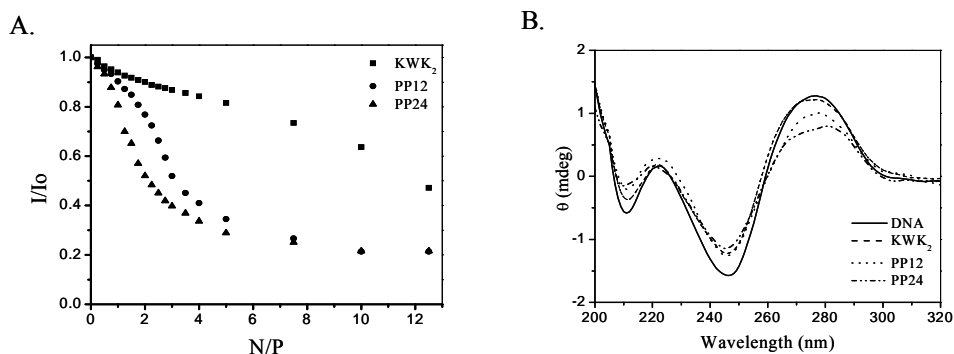 A.
1.0
0.8
0.6
0.4
0.2
0.0
I/Io
0 2 4 6 8 10 12
N/P
KWK2
PP12
PP24
B.
2
1
0
-1
-2
θ (mdeg)
200 220 240 260 280 300 320
Wavelength (nm)
DNA
KWK2
PP12
PP24